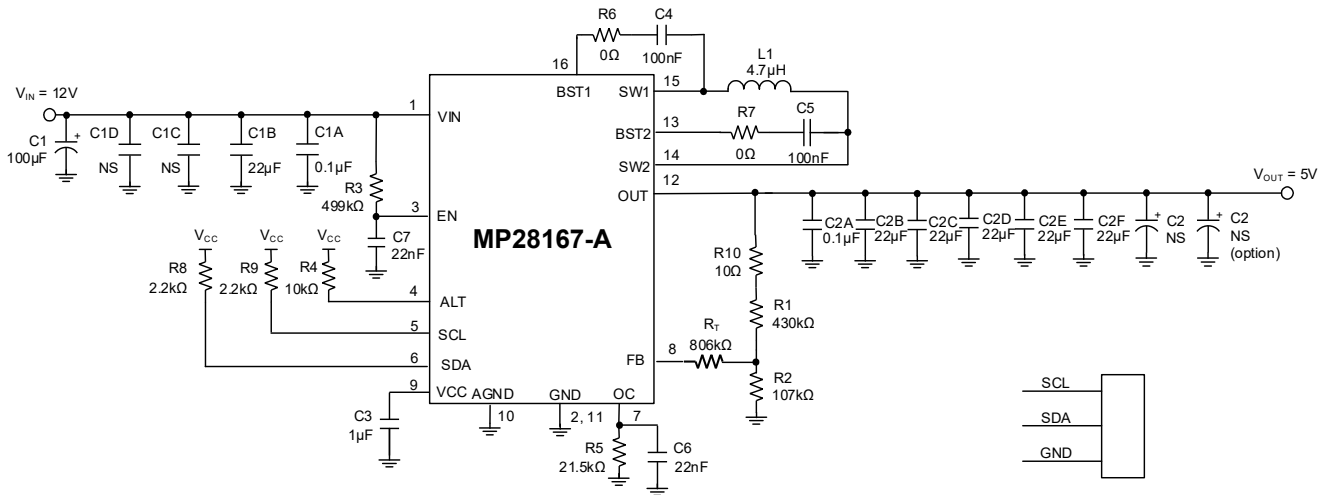 R6
0Ω
C4
100nF
L1
4.7µH
16
BST1
15
SW1
VIN = 12V
1
VIN
C1
+
100µF
C1D
NS
C1C
NS
C1B
22µF
C1A
0.1µF
R3
499kΩ
3
EN
C7
22nF
13
BST2
R7
0Ω
C5
100nF
14
SW2
12
OUT
VOUT = 5V
MP28167-A
C2A
0.1µF
C2B
22µF
C2C
22µF
C2D
22µF
C2E
22µF
C2F
22µF
+
C2
NS
+
C2
NS
(option)
VCC
R8
2.2kΩ
VCC
R9
2.2kΩ
VCC
R4
10kΩ
4
ALT
5
SCL
6
SDA
9
VCC
C3
1µF
AGND
10
GND
2, 11
OC
7
R5
21.5kΩ
C6
22nF
FB
8
RT
806kΩ
R10
10Ω
R1
430kΩ
R2
107kΩ
SCL
SDA
GND